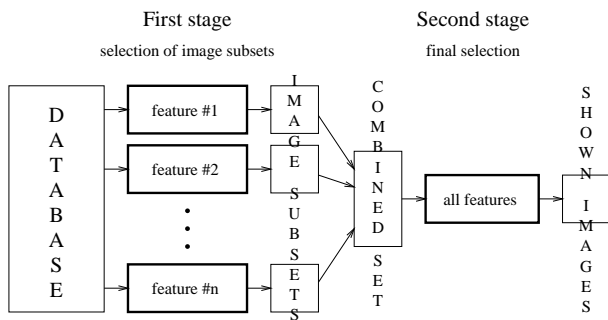 First stage
selection of image subsets
Second stage
final selection
DATABASE
feature #1
feature #2
feature #n
IMAGE SUBSETS
COMBINED SET
all features
SHOWN IMAGES